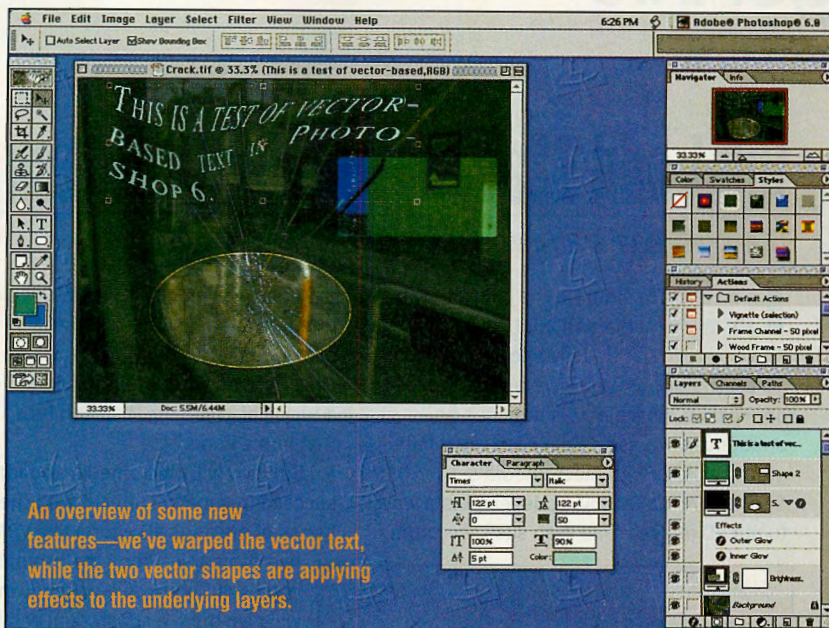 File Edit Image Layer Select Filter View Window Help 6:26 PM Adobe® Photoshop® 6.0
Auto Select Layer Show Bounding Box
Crack.tif @ 33.3% (This is a test of vector-based,RGB)
THIS IS A TEST OF VECTOR-
BASED TEXT IN PHOTO-
SHOP 6.
33.33% Doc: 5.5M/6.44M
Navigator Info
33.33%
Color Swatches Styles
History Actions
Default Actions
Vignette (selection)
Frame Channel - 50 pixel
Wood Frame - 50 pixel
Layers Channels Paths
Normal Opacity: 100%
Lock:
T This is a test of vec...
Shape 2
S...
Effects
Outer Glow
Inner Glow
Brightness...
Background
Character Paragraph
Times Italic
122 pt 122 pt
0 50
100% 90%
5 pt Color:
An overview of some new
features—we've warped the vector text,
while the two vector shapes are applying
effects to the underlying layers.